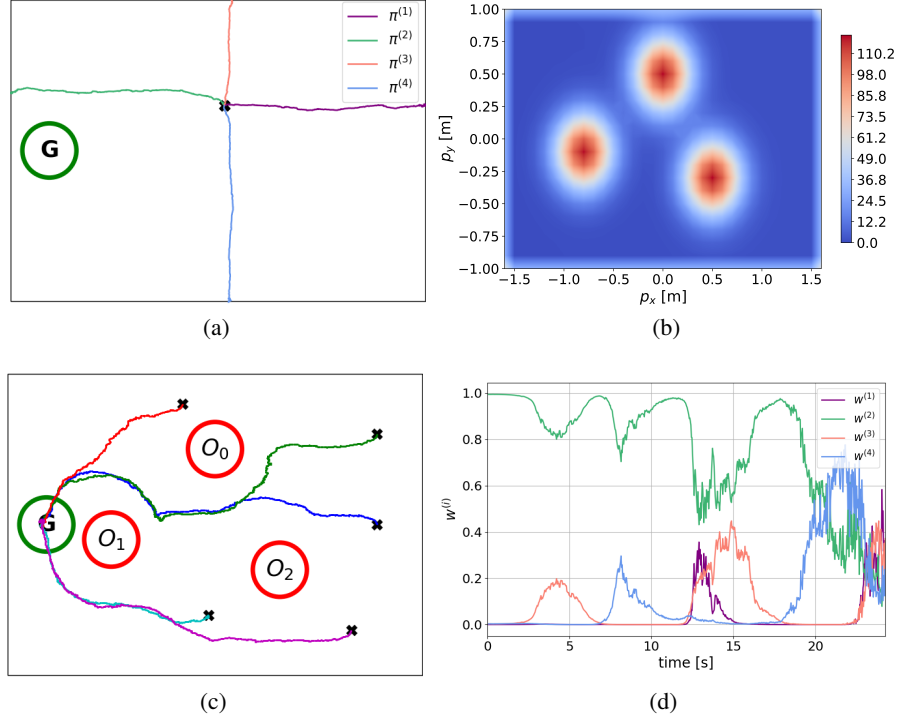 π⁽¹⁾
π⁽²⁾
π⁽³⁾
π⁽⁴⁾
G
(a)
1.00
0.75
0.50
0.25
0.00
−0.25
−0.50
−0.75
−1.00
p_y [m]
−1.5 −1.0 −0.5 0.0 0.5 1.0 1.5
p_x [m]
110.2
98.0
85.8
73.5
61.2
49.0
36.8
24.5
12.2
0.0
(b)
O₀
G
O₁
O₂
(c)
1.0
0.8
0.6
0.4
0.2
0.0
w⁽ⁱ⁾
w⁽¹⁾
w⁽²⁾
w⁽³⁾
w⁽⁴⁾
0 5 10 15 20
time [s]
(d)